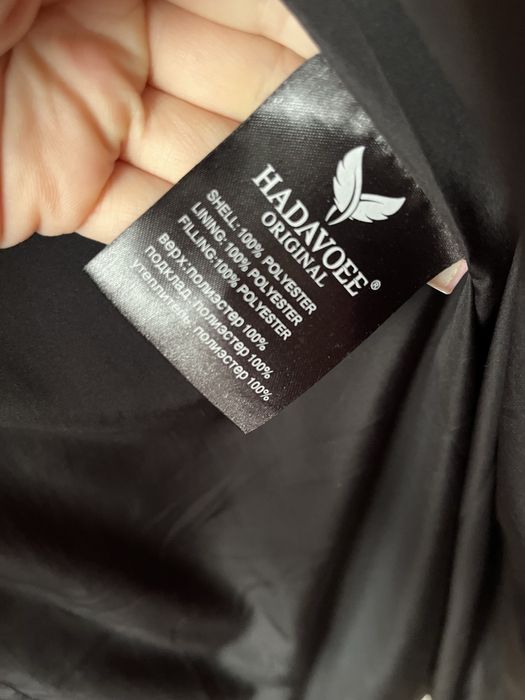 HADAVOEE®
ORIGINAL
SHELL: 100% POLYESTER
LINING: 100% POLYESTER
FILLING:100% POLYESTER
верх:полиэстер 100%
подклад: полиэстер 100%
утеплитель: полиэстер 100%